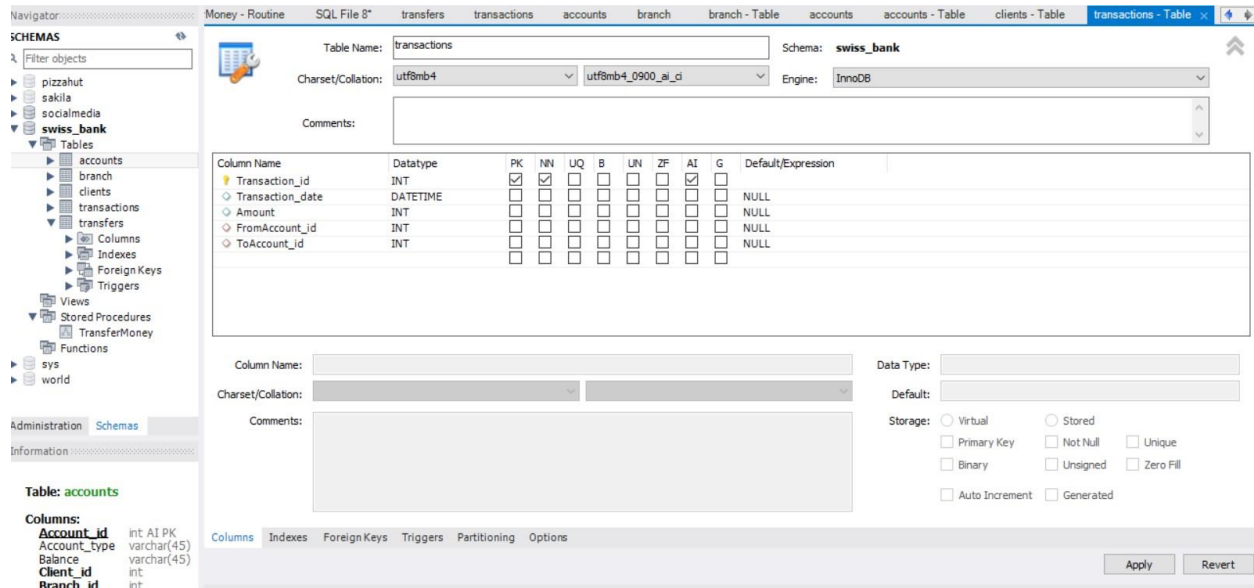 Navigator
SCHEMAS
Filter objects
pizzahut
sakila
socialmedia
swiss_bank
Tables
accounts
branch
clients
transactions
transfers
Columns
Indexes
Foreign Keys
Triggers
Views
Stored Procedures
TransferMoney
Functions
sys
world
Administration Schemas
Information
Table: accounts
Columns:
Account_id int AI PK
Account_type varchar(45)
Balance varchar(45)
Client_id int
Branch_id int
Money - Routine SQL File 8* transfers transactions accounts branch branch - Table accounts accounts - Table clients - Table transactions - Table
Table Name: transactions Schema: swiss_bank
Charset/Collation: utf8mb4 utf8mb4_0900_ai_ci Engine: InnoDB
Comments:
Column Name Datatype PK NN UQ B UN ZF AI G Default/Expression
Transaction_id INT
Transaction_date DATETIME NULL
Amount INT NULL
FromAccount_id INT NULL
ToAccount_id INT NULL
Column Name: Data Type:
Charset/Collation: Default:
Comments: Storage: Virtual Stored
Primary Key Not Null Unique
Binary Unsigned Zero Fill
Auto Increment Generated
Columns Indexes Foreign Keys Triggers Partitioning Options
Apply Revert